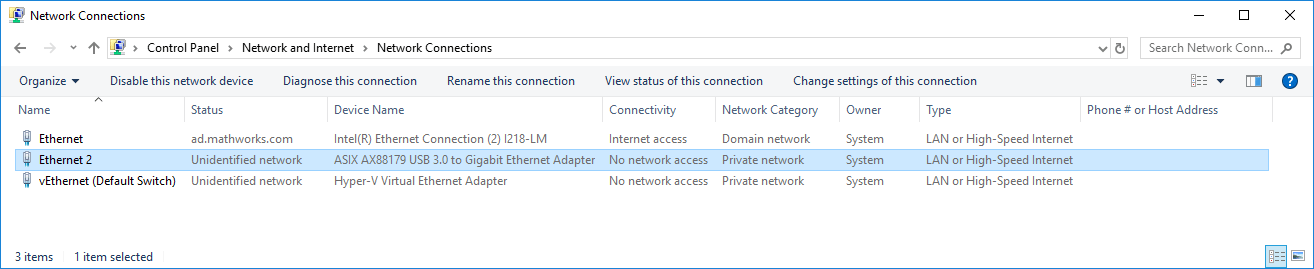 Network Connections
Control Panel Network and Internet Network Connections Search Network Conn...
Organize Disable this network device Diagnose this connection Rename this connection View status of this connection Change settings of this connection
Name Status Device Name Connectivity Network Category Owner Type Phone # or Host Address
Ethernet ad.mathworks.com Intel(R) Ethernet Connection (2) I218-LM Internet access Domain network System LAN or High-Speed Internet
Ethernet 2 Unidentified network ASIX AX88179 USB 3.0 to Gigabit Ethernet Adapter No network access Private network System LAN or High-Speed Internet
vEthernet (Default Switch) Unidentified network Hyper-V Virtual Ethernet Adapter No network access Private network System LAN or High-Speed Internet
3 items 1 item selected